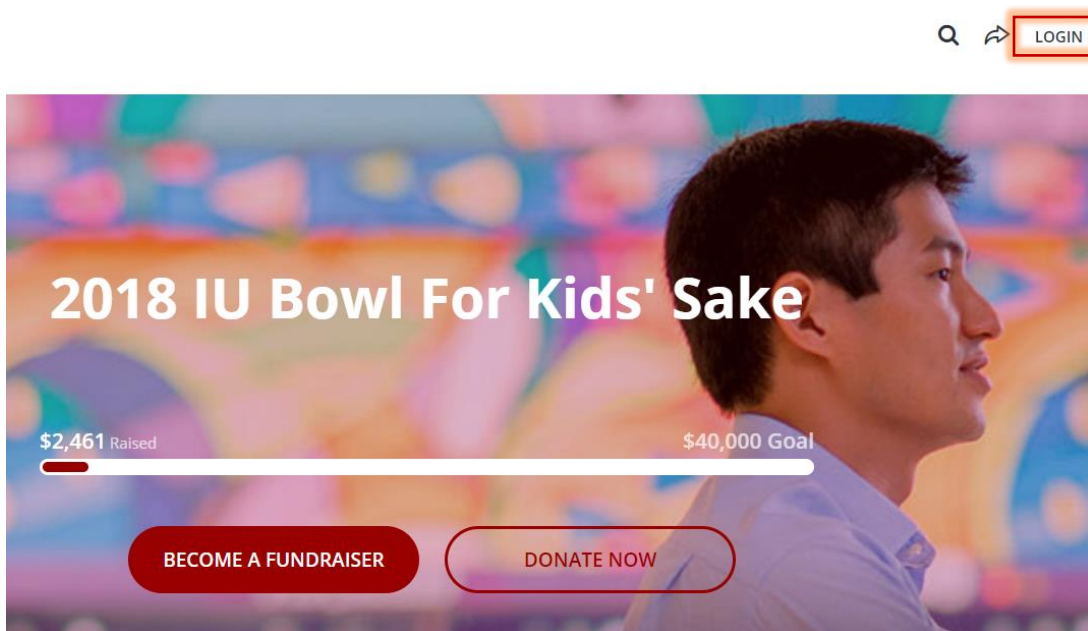 LOGIN
2018 IU Bowl For Kids' Sake
$2,461 Raised $40,000 Goal
BECOME A FUNDRAISER DONATE NOW